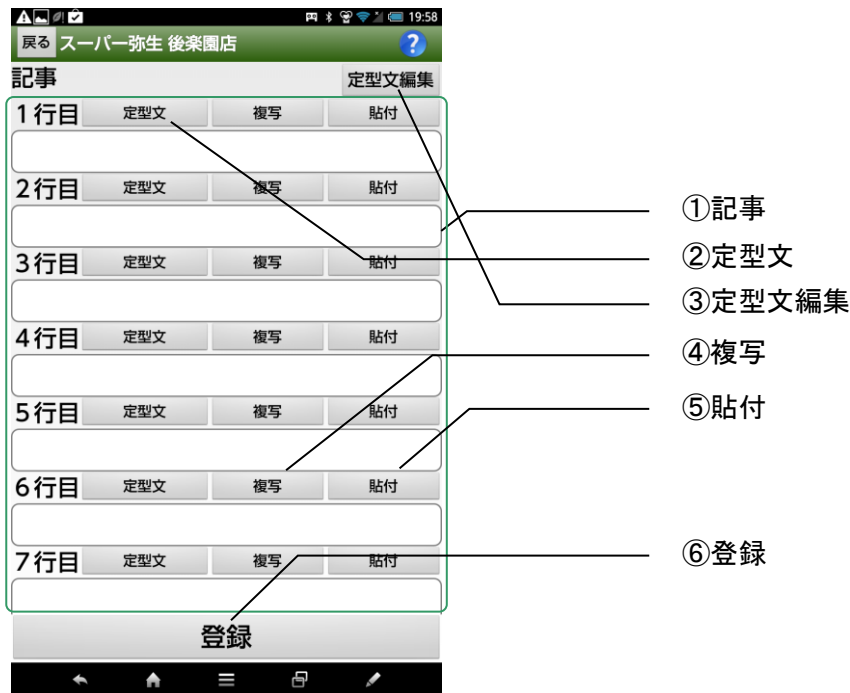 19:58
戻る スーパー弥生 後楽園店 ?
記事 定型文編集
1行目 定型文 複写 貼付
2行目 定型文 複写 貼付
3行目 定型文 複写 貼付
4行目 定型文 複写 貼付
5行目 定型文 複写 貼付
6行目 定型文 複写 貼付
7行目 定型文 複写 貼付
登録
①記事
②定型文
③定型文編集
④複写
⑤貼付
⑥登録